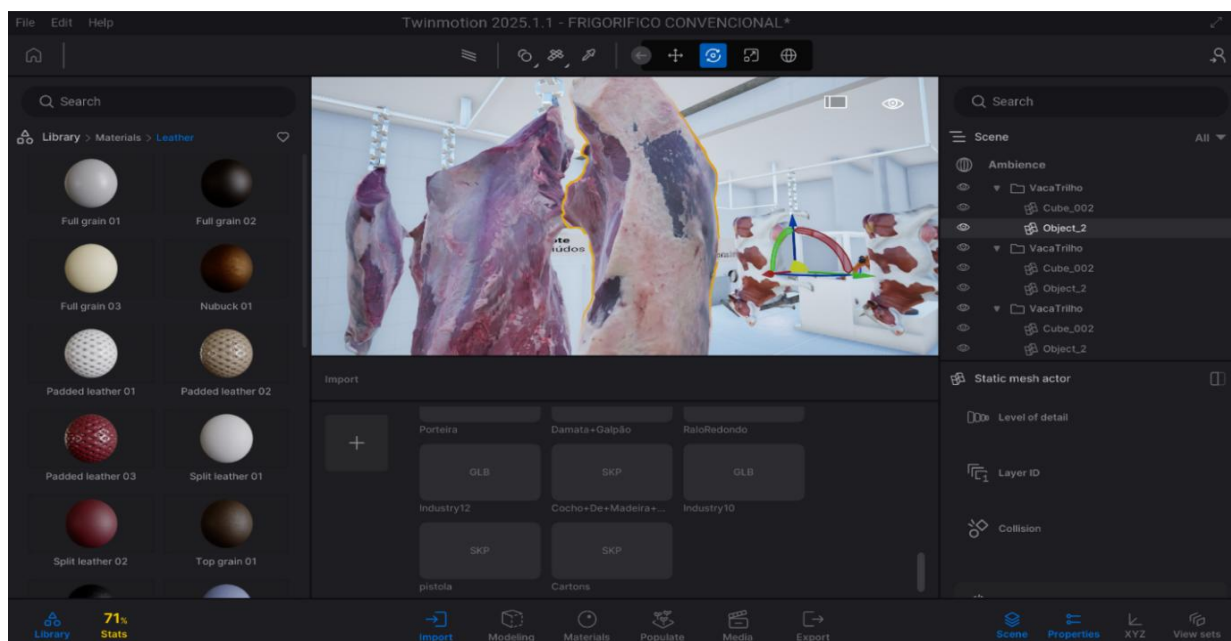 File Edit Help
Twinmotion 2025.1.1 - FRIGORIFICO CONVENCIONAL*
Search
Library > Materials > Leather
Full grain 01
Full grain 02
Full grain 03
Nubuck 01
Padded leather 01
Padded leather 02
Padded leather 03
Split leather 01
Split leather 02
Top grain 01
Import
Porteira
Damata+Galpão
RaloRedondo
GLB
SKP
GLB
Industry12
Cocho+De+Madeira+...
Industry10
SKP
SKP
pistola
Cartons
Search
Scene
All
Ambience
VacaTrilho
Cube_002
Object_2
VacaTrilho
Cube_002
Object_2
VacaTrilho
Cube_002
Object_2
Static mesh actor
Level of detail
Layer ID
Collision
Library
71%
Stats
Import
Modeling
Materials
Populate
Media
Export
Scene
Properties
XYZ
View sets